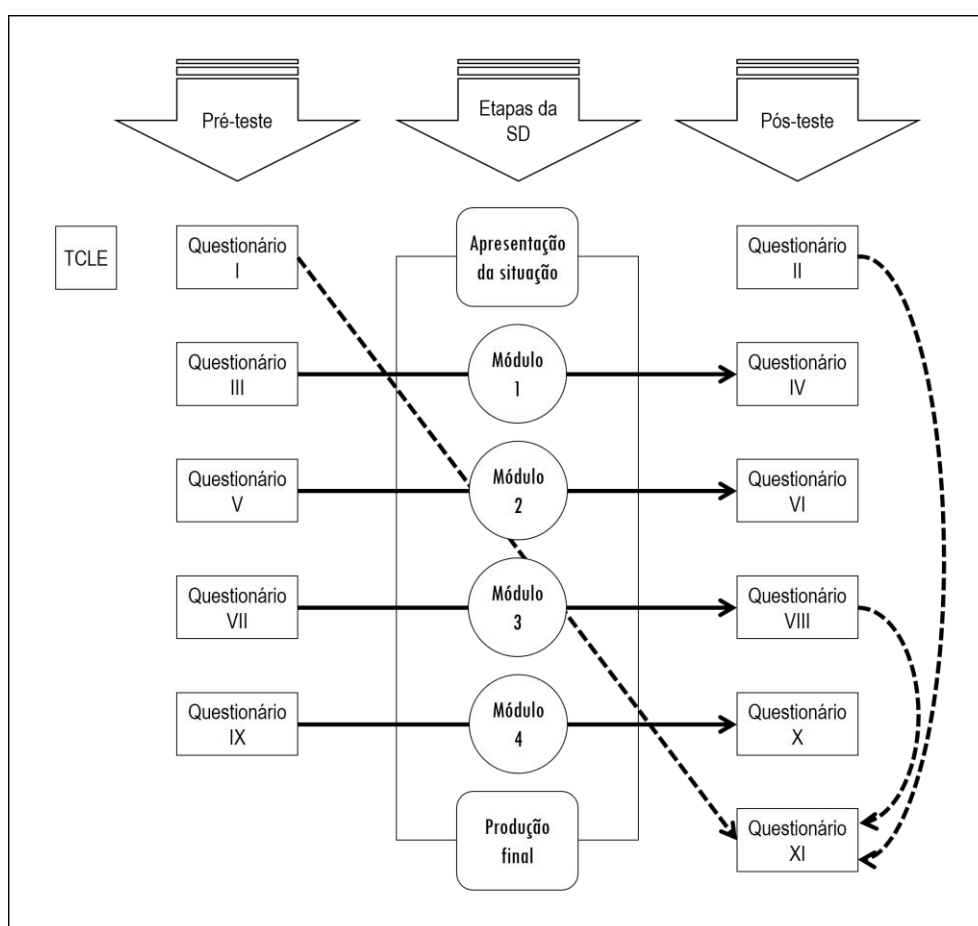 Pré-teste
Etapas da
SD
Pós-teste
TCLE
Questionário
I
Apresentação
da situação
Questionário
II
Questionário
III
Módulo
1
Questionário
IV
Questionário
V
Módulo
2
Questionário
VI
Questionário
VII
Módulo
3
Questionário
VIII
Questionário
IX
Módulo
4
Questionário
X
Produção
final
Questionário
XI